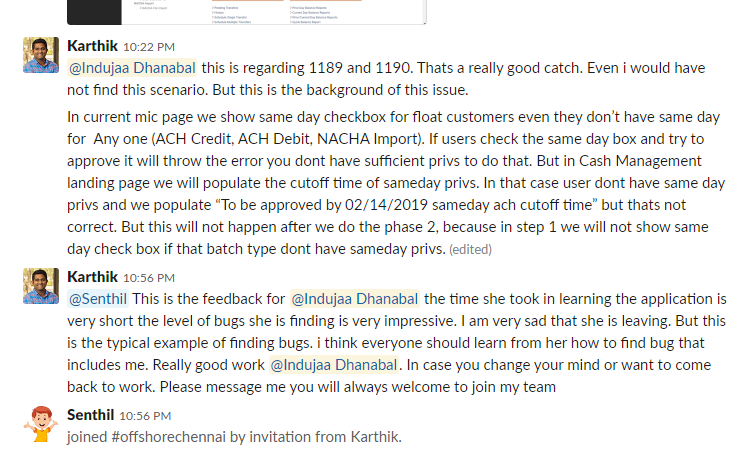 Karthik 10:22 PM
@Indujaa Dhanabal this is regarding 1189 and 1190. Thats a really good catch. Even i would have
not find this scenario. But this is the background of this issue.
In current mic page we show same day checkbox for float customers even they don't have same day
for Any one (ACH Credit, ACH Debit, NACHA Import). If users check the same day box and try to
approve it will throw the error you dont have sufficient privs to do that. But in Cash Management
landing page we will populate the cutoff time of sameday privs. In that case user dont have same day
privs and we populate “To be approved by 02/14/2019 sameday ach cutoff time” but thats not
correct. But this will not happen after we do the phase 2, because in step 1 we will not show same
day check box if that batch type dont have sameday privs. (edited)
Karthik 10:56 PM
@Senthil This is the feedback for @Indujaa Dhanabal the time she took in learning the application is
very short the level of bugs she is finding is very impressive. I am very sad that she is leaving. But this
is the typical example of finding bugs. i think everyone should learn from her how to find bug that
includes me. Really good work @Indujaa Dhanabal. In case you change your mind or want to come
back to work. Please message me you will always welcome to join my team
Senthil 10:56 PM
joined #offshorechennai by invitation from Karthik.